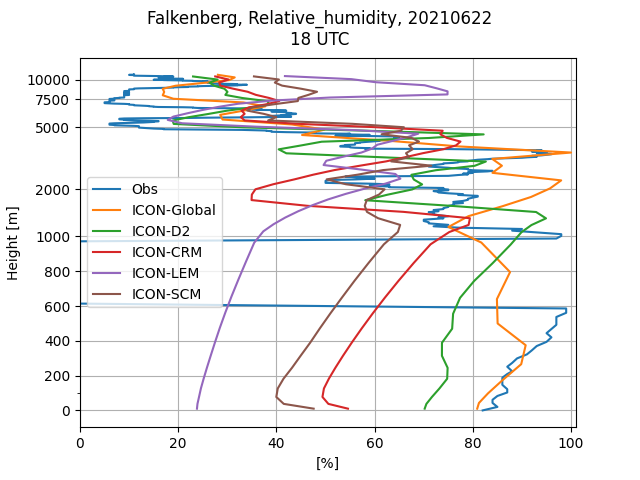 Falkenberg, Relative_humidity, 20210622
18 UTC
10000
7500
5000
2000
1000
800
600
400
200
0
Height [m]
Obs
ICON-Global
ICON-D2
ICON-CRM
ICON-LEM
ICON-SCM
0 20 40 60 80 100
[%]